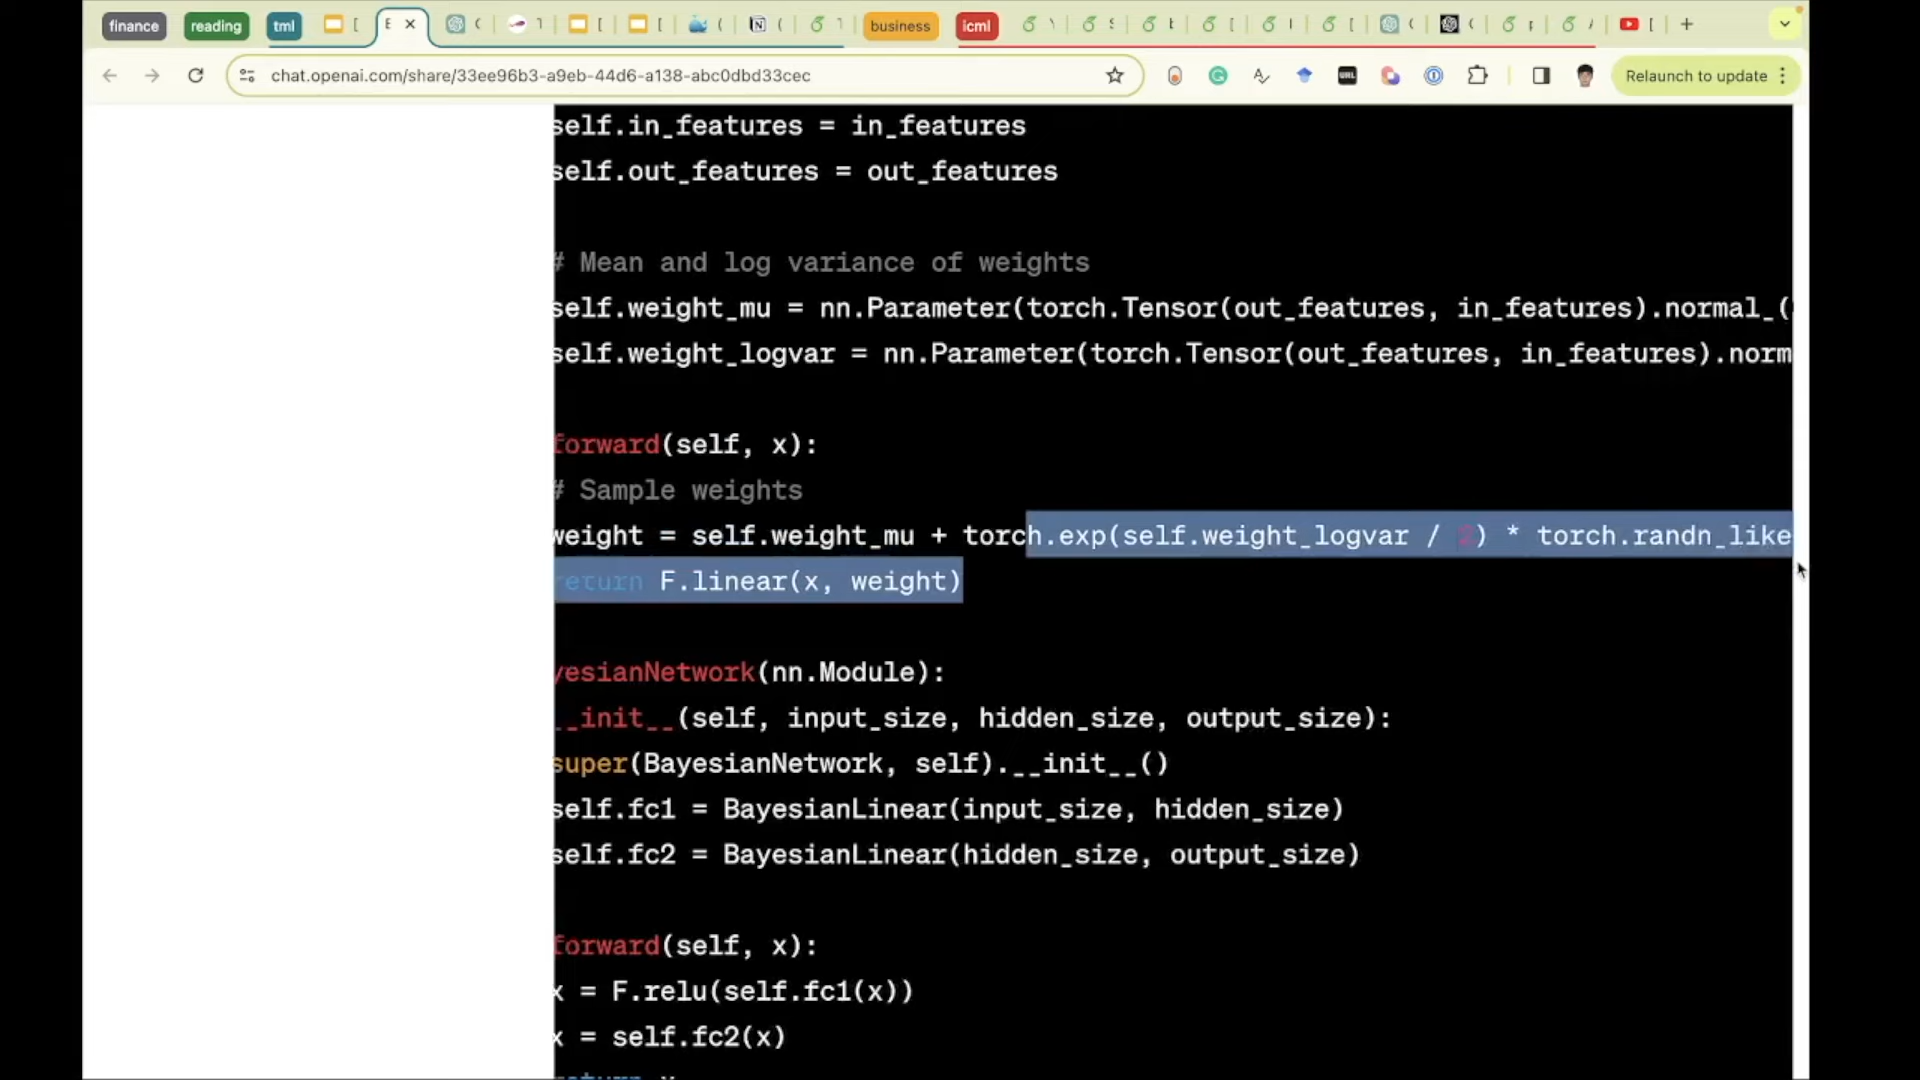 finance reading tml business icml
chat.openai.com/share/33ee96b3-a9eb-44d6-a138-abc0dbd33cec
Relaunch to update
self.in_features = in_features
self.out_features = out_features
# Mean and log variance of weights
self.weight_mu = nn.Parameter(torch.Tensor(out_features, in_features).normal_(
self.weight_logvar = nn.Parameter(torch.Tensor(out_features, in_features).norm
forward(self, x):
# Sample weights
weight = self.weight_mu + torch.exp(self.weight_logvar / 2) * torch.randn_like
return F.linear(x, weight)
yesianNetwork(nn.Module):
__init__(self, input_size, hidden_size, output_size):
super(BayesianNetwork, self).__init__()
self.fc1 = BayesianLinear(input_size, hidden_size)
self.fc2 = BayesianLinear(hidden_size, output_size)
forward(self, x):
x = F.relu(self.fc1(x))
x = self.fc2(x)